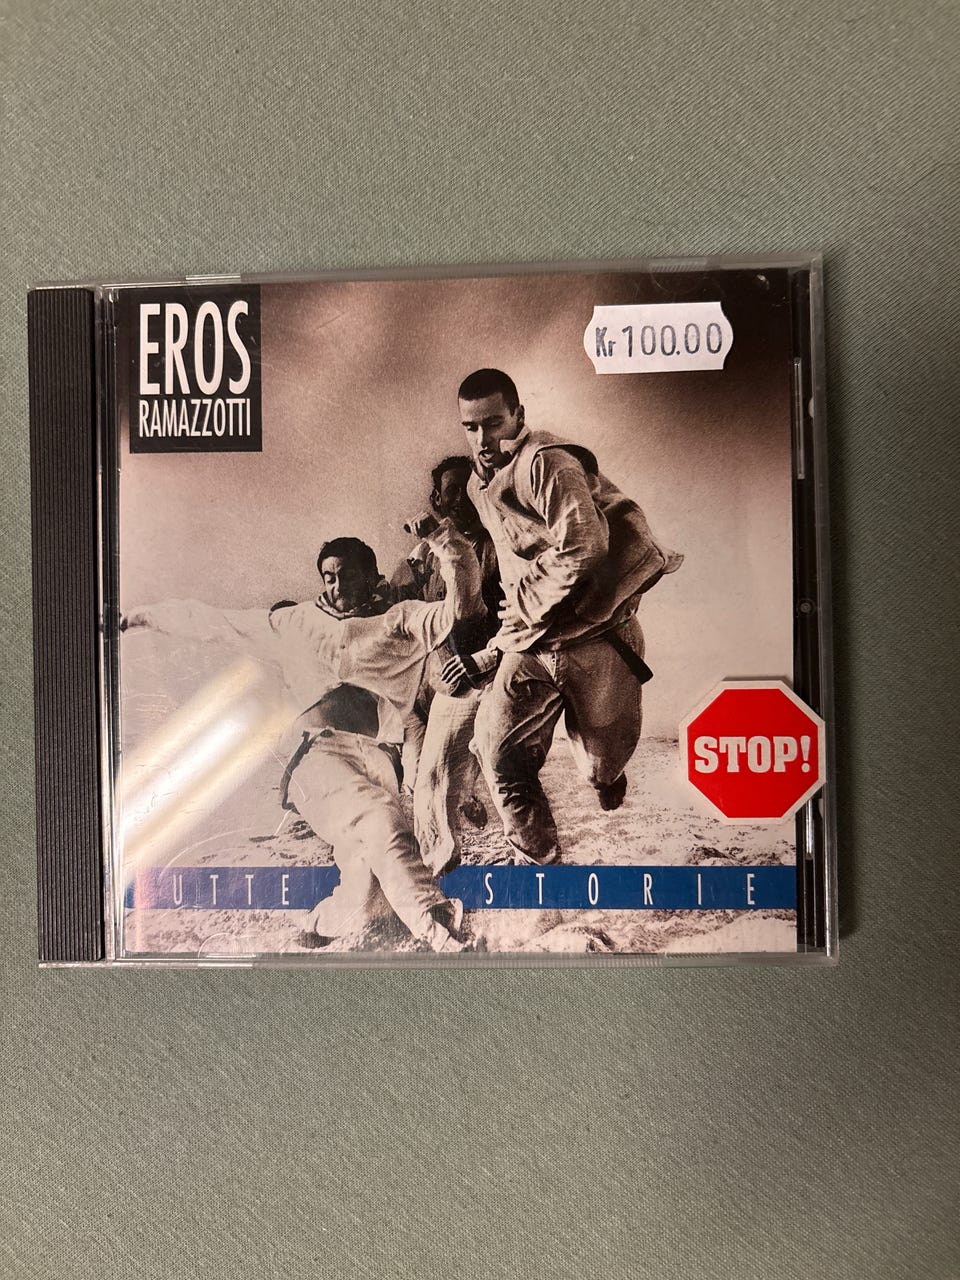 EROS
RAMAZZOTTI
Kr 100.00
STOP!
UTTE STORIE